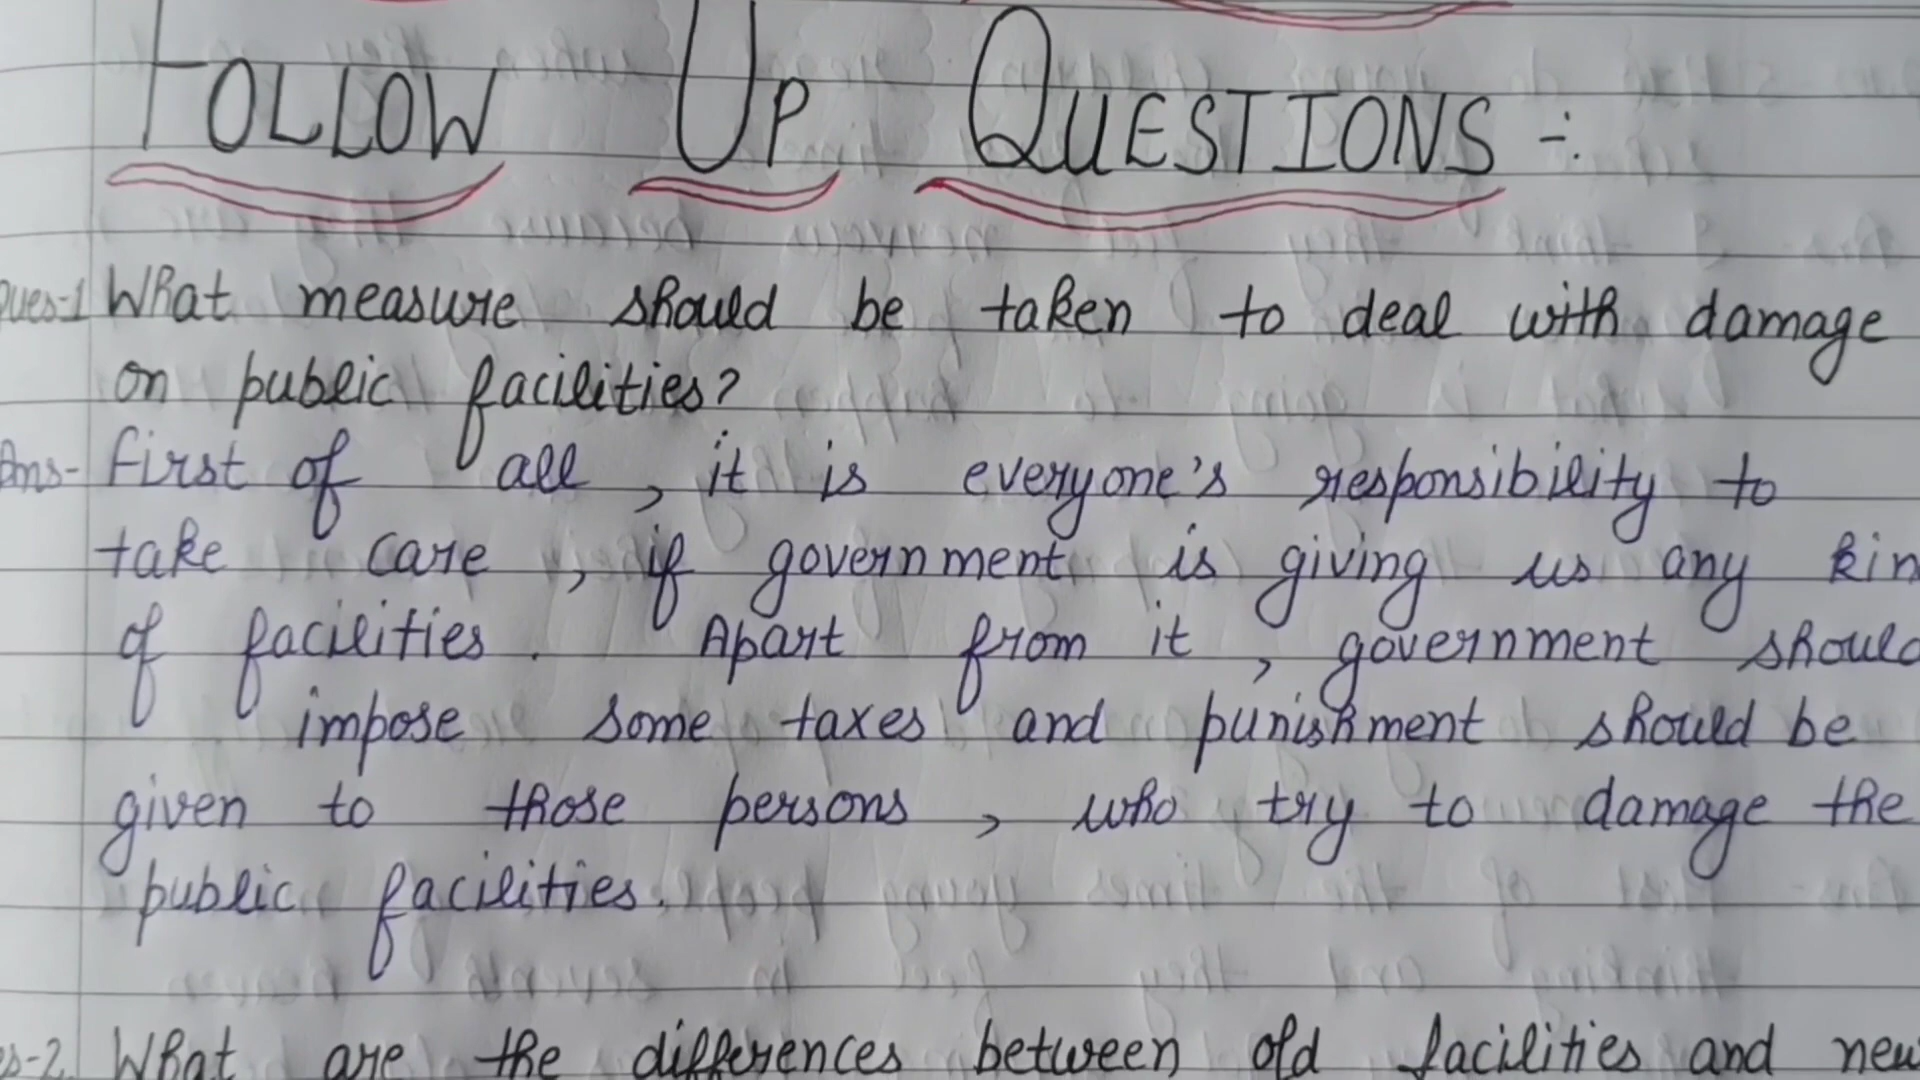 FOLLOW UP QUESTIONS :-
Ques-1 What measure should be taken to deal with damage
on public facilities?
Ans- First of all, it is everyone's responsibility to
take care, if government is giving us any kin
of facilities. Apart from it, government should
impose some taxes and punishment should be
given to those persons, who try to damage the
public facilities.
es-2 What are the differences between old facilities and new